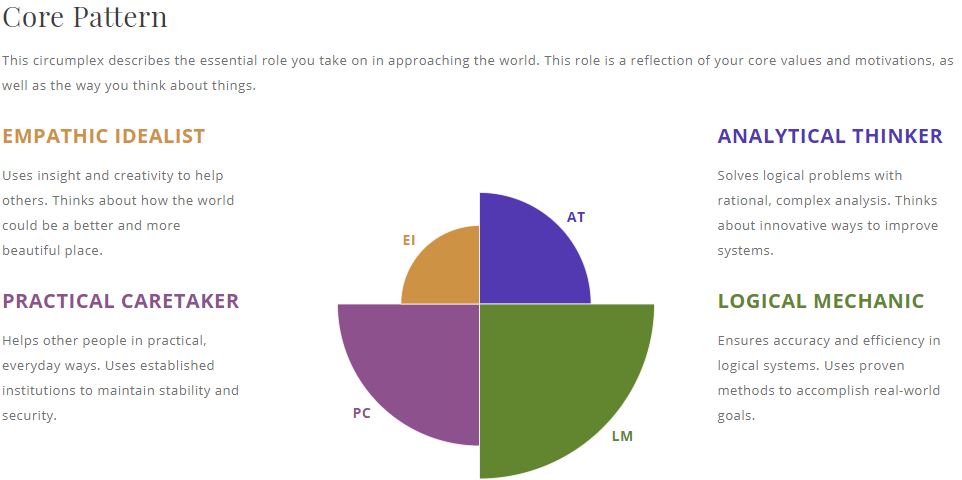 Core Pattern
This circumplex describes the essential role you take on in approaching the world. This role is a reflection of your core values and motivations, as
well as the way you think about things.
EMPATHIC IDEALIST
Uses insight and creativity to help
others. Thinks about how the world
could be a better and more
beautiful place.
PRACTICAL CARETAKER
Helps other people in practical,
everyday ways. Uses established
institutions to maintain stability and
security.
EI
AT
PC
LM
ANALYTICAL THINKER
Solves logical problems with
rational, complex analysis. Thinks
about innovative ways to improve
systems.
LOGICAL MECHANIC
Ensures accuracy and efficiency in
logical systems. Uses proven
methods to accomplish real-world
goals.